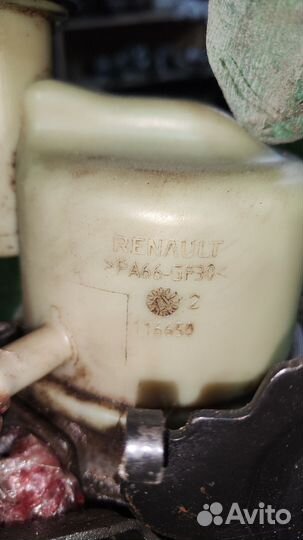 RENAULT
>PA66-GF30<
2
116650
Avito